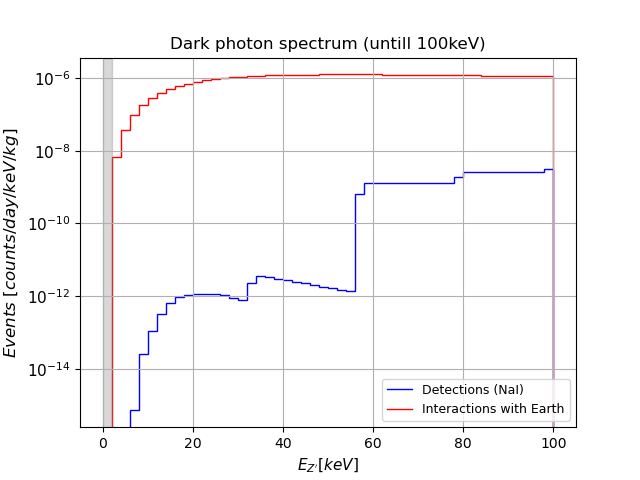 Dark photon spectrum (untill 100keV)
Events [counts/day/keV/kg]
10⁻⁶
10⁻⁸
10⁻¹⁰
10⁻¹²
10⁻¹⁴
0 20 40 60 80 100
E_{Z'}[keV]
Detections (NaI)
Interactions with Earth